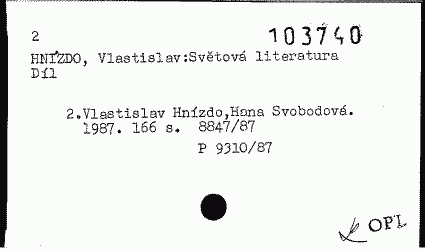 2
103740
HNÍZDO, Vlastislav:Světová literatura
Díl
2.Vlastislav Hnízdo,Hana Svobodová.
1987. 166 s. 8847/87
P 9310/87
OPL